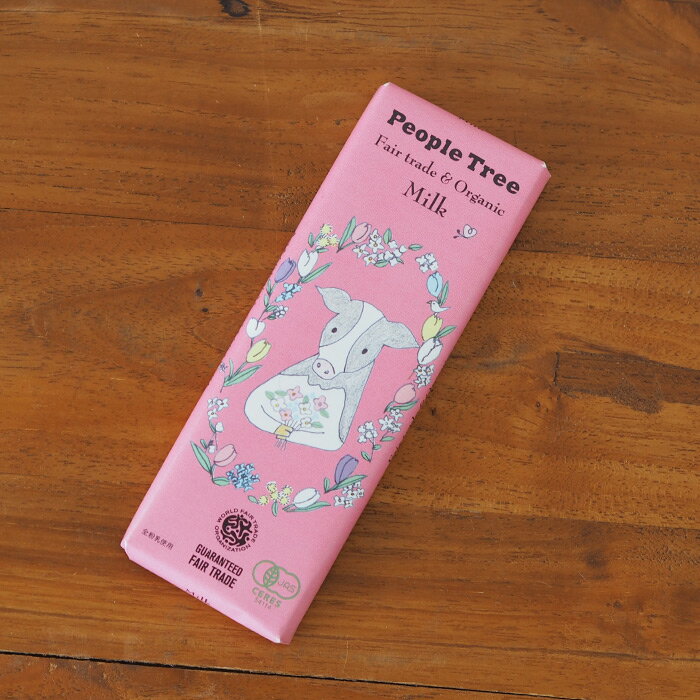 People Tree
Fair trade & Organic
Milk
全粉乳使用
WORLD FAIR TRADE
ORGANIZATION
GUARANTEED
FAIR TRADE
JAS
CERES
Milk